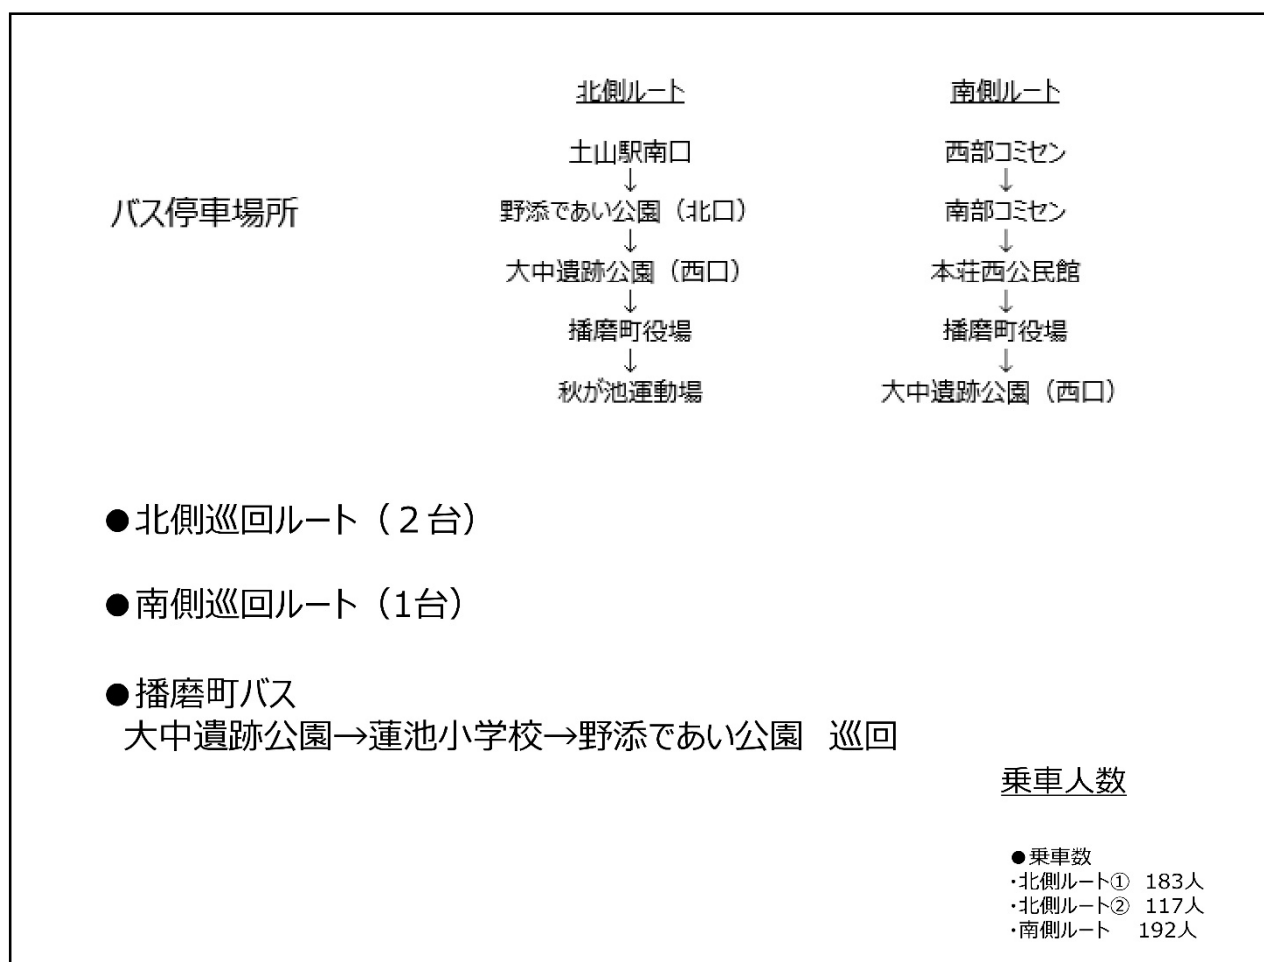 北側ルート
土山駅南口
↓
野添であい公園（北口）
↓
大中遺跡公園（西口）
↓
播磨町役場
↓
秋が池運動場
南側ルート
西部コミセン
↓
南部コミセン
↓
本荘西公民館
↓
播磨町役場
↓
大中遺跡公園（西口）
バス停車場所
●北側巡回ルート（２台）
●南側巡回ルート（1台）
●播磨町バス
大中遺跡公園→蓮池小学校→野添であい公園　巡回
乗車人数
●乗車数
・北側ルート①　183人
・北側ルート②　117人
・南側ルート　192人